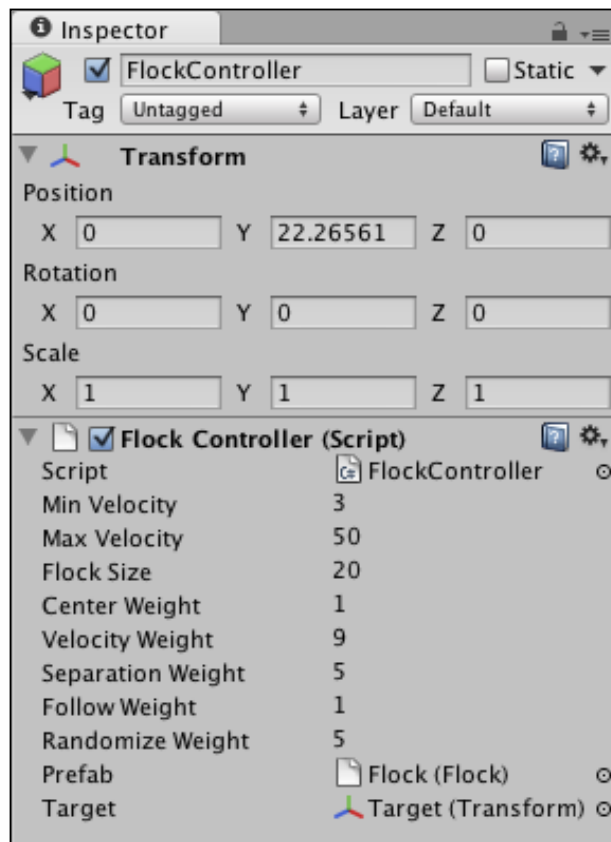 Inspector
FlockController Static
Tag Untagged Layer Default
Transform
Position
X 0 Y 22.26561 Z 0
Rotation
X 0 Y 0 Z 0
Scale
X 1 Y 1 Z 1
Flock Controller (Script)
Script C# FlockController
Min Velocity 3
Max Velocity 50
Flock Size 20
Center Weight 1
Velocity Weight 9
Separation Weight 5
Follow Weight 1
Randomize Weight 5
Prefab Flock (Flock)
Target Target (Transform)